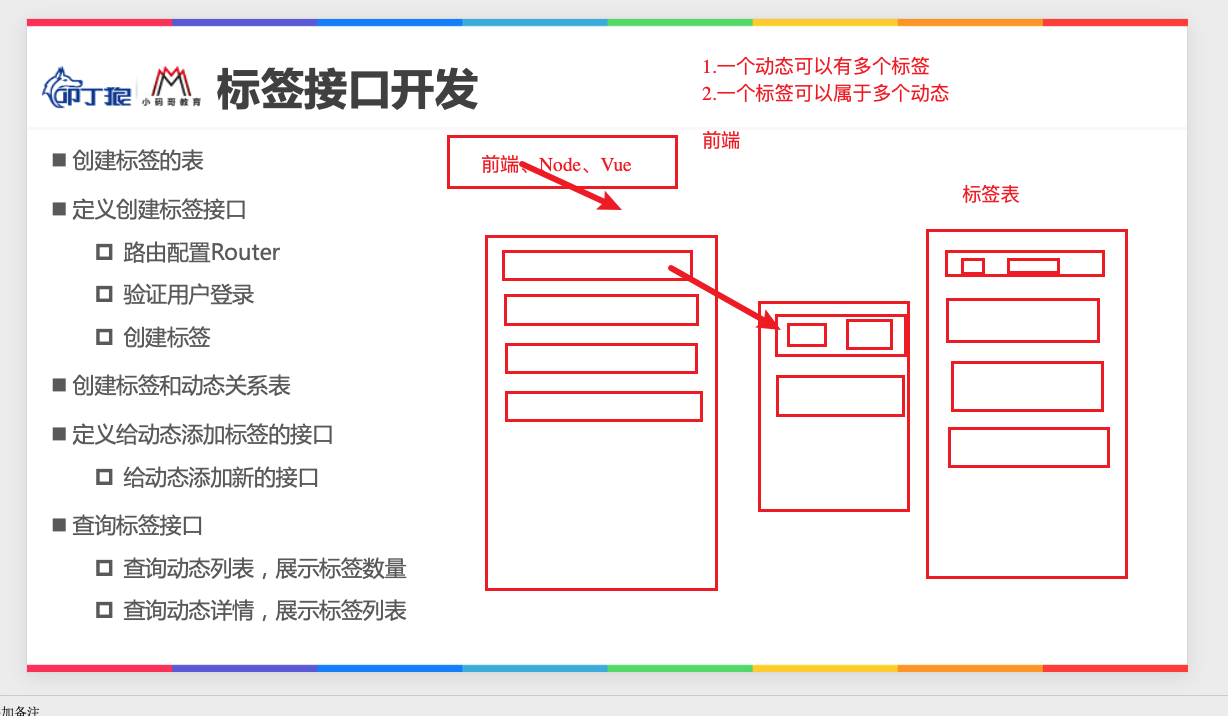 叩丁狼
小码哥教育
标签接口开发
1.一个动态可以有多个标签
2.一个标签可以属于多个动态
前端
前端、Node、Vue
标签表
■ 创建标签的表
■ 定义创建标签接口
路由配置Router
验证用户登录
创建标签
■ 创建标签和动态关系表
■ 定义给动态添加标签的接口
给动态添加新的接口
■ 查询标签接口
查询动态列表，展示标签数量
查询动态详情，展示标签列表
加备注